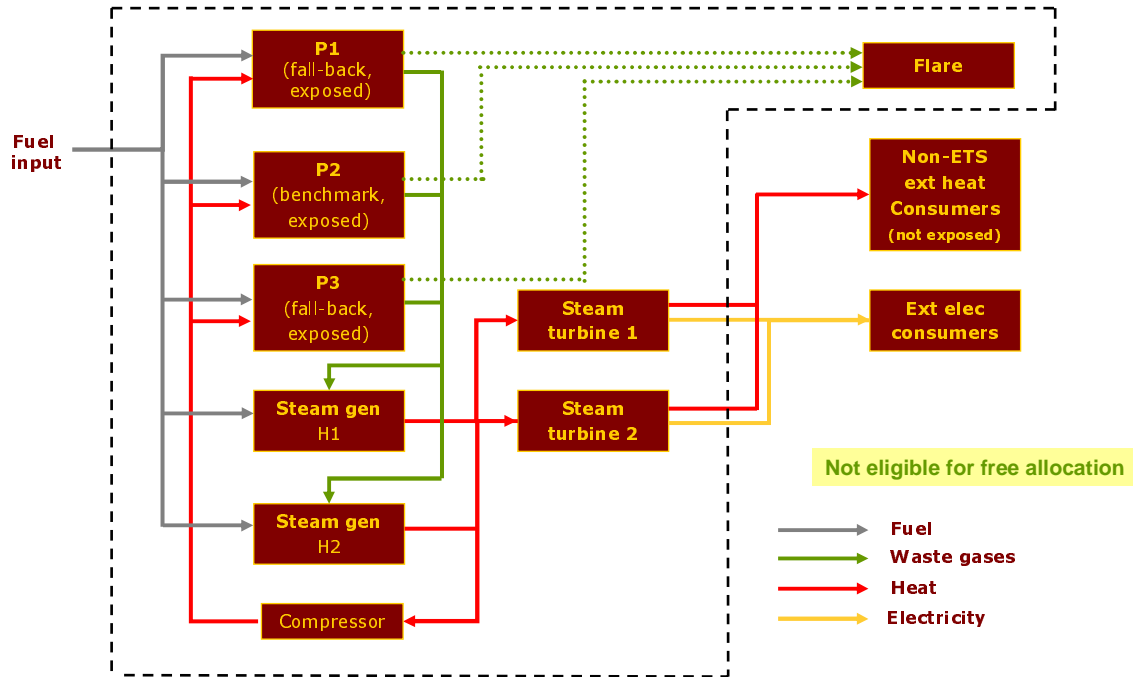 P1
(fall-back,
exposed)
Flare
Fuel
input
P2
(benchmark,
exposed)
Non-ETS
ext heat
Consumers
(not exposed)
P3
(fall-back,
exposed)
Steam
turbine 1
Ext elec
consumers
Steam gen
H1
Steam
turbine 2
Not eligible for free allocation
Steam gen
H2
Fuel
Waste gases
Heat
Electricity
Compressor